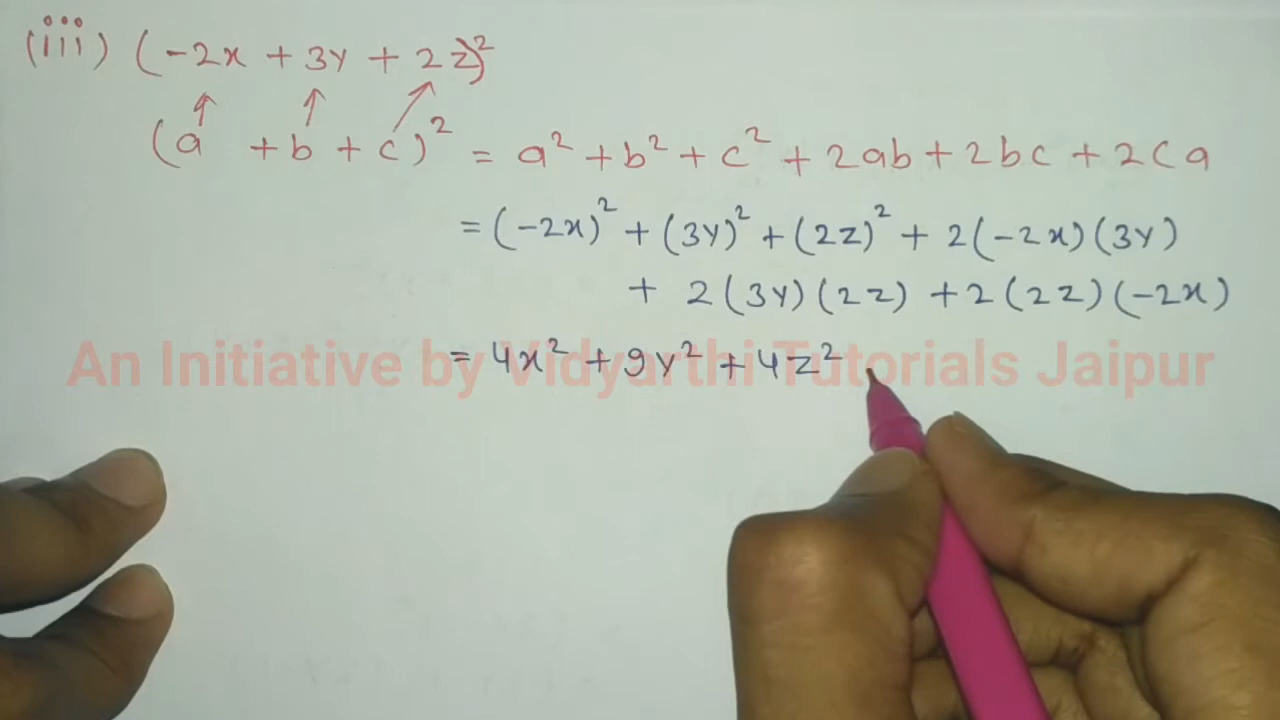 (iii) (-2x + 3y + 2z)²
(a + b + c)² = a² + b² + c² + 2ab + 2bc + 2ca
= (-2x)² + (3y)² + (2z)² + 2(-2x)(3y)
+ 2(3y)(2z) + 2(2z)(-2x)
= 4x² + 9y² + 4z²
An Initiative by Vidyarthi Tutorials Jaipur